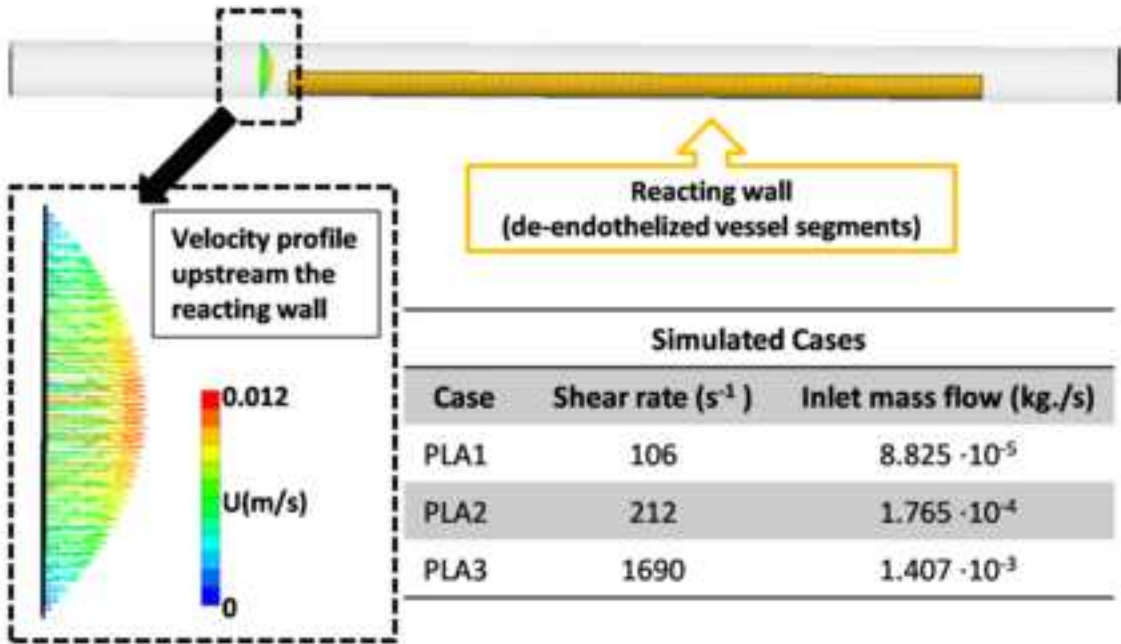 Reacting wall
(de-endothelized vessel segments)
Velocity profile
upstream the
reacting wall
0.012
U(m/s)
0
Simulated Cases
Case Shear rate (s⁻¹ ) Inlet mass flow (kg./s)
PLA1 106 8.825 ·10⁻⁵
PLA2 212 1.765 ·10⁻⁴
PLA3 1690 1.407 ·10⁻³